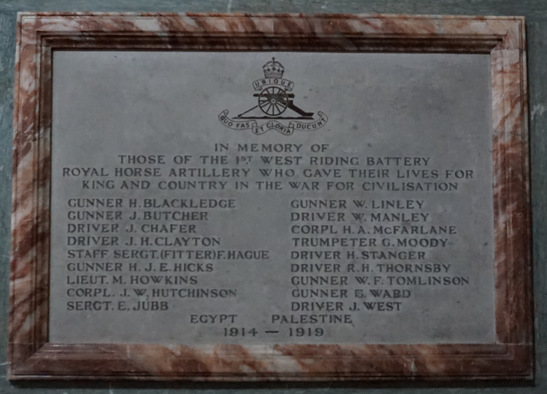 UBIQUE
QUO FAS ET GLORIA DUCUNT
IN MEMORY OF
THOSE OF THE 1ST WEST RIDING BATTERY
ROYAL HORSE ARTILLERY WHO GAVE THEIR LIVES FOR
KING AND COUNTRY IN THE WAR FOR CIVILISATION
GUNNER H. BLACKLEDGE
GUNNER J. BUTCHER
DRIVER J. CHAFER
DRIVER J. H. CLAYTON
STAFF SERGT. (FITTER) F. HAGUE
GUNNER H. J. E. HICKS
LIEUT. M. HOWKINS
CORPL. J. W. HUTCHINSON
SERGT. E. JUBB
GUNNER W. LINLEY
DRIVER W. MANLEY
CORPL H. A. McFARLANE
TRUMPETER G. MOODY
DRIVER H. STANGER
DRIVER R. H. THORNSBY
GUNNER W. F. TOMLINSON
GUNNER E. WARD
DRIVER J. WEST
EGYPT PALESTINE
1914 — 1919